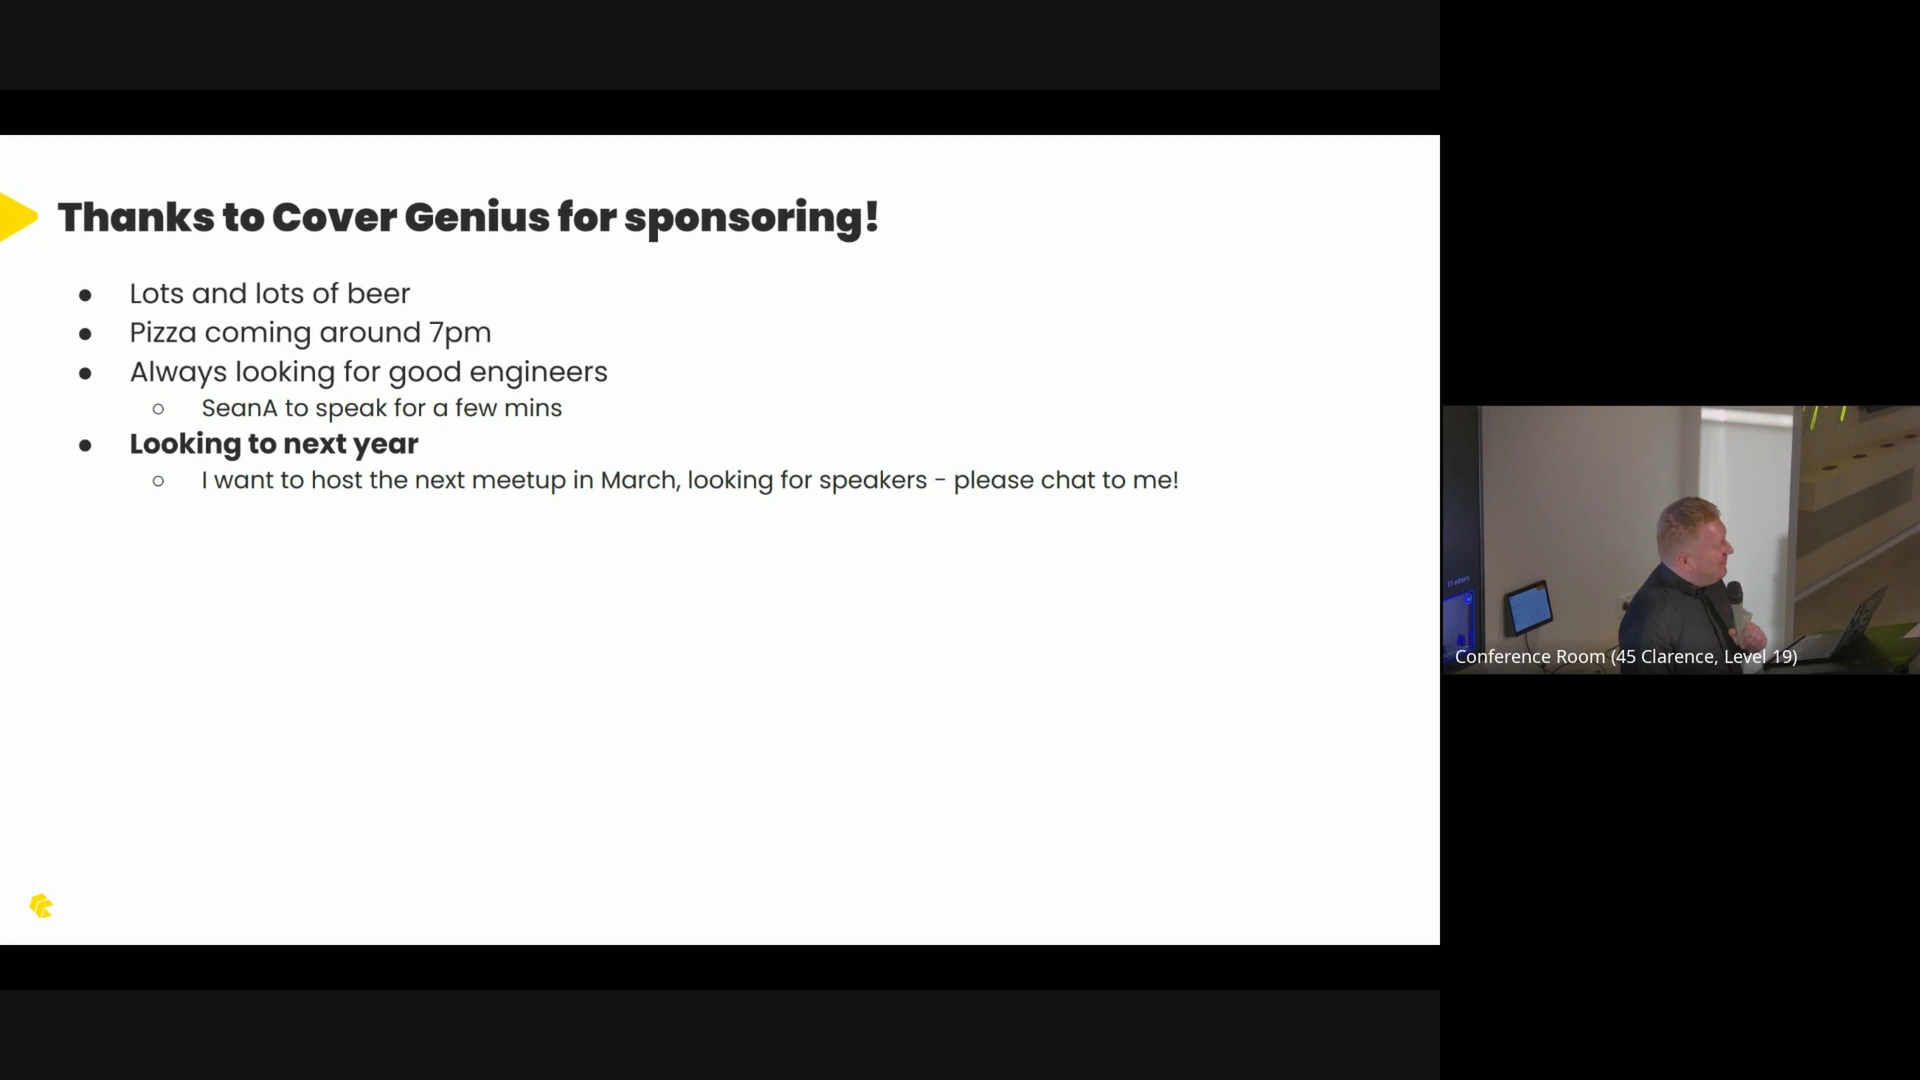 Thanks to Cover Genius for sponsoring!
● Lots and lots of beer
● Pizza coming around 7pm
● Always looking for good engineers
○ SeanA to speak for a few mins
● Looking to next year
○ I want to host the next meetup in March, looking for speakers - please chat to me!
11 others
Conference Room (45 Clarence, Level 19)